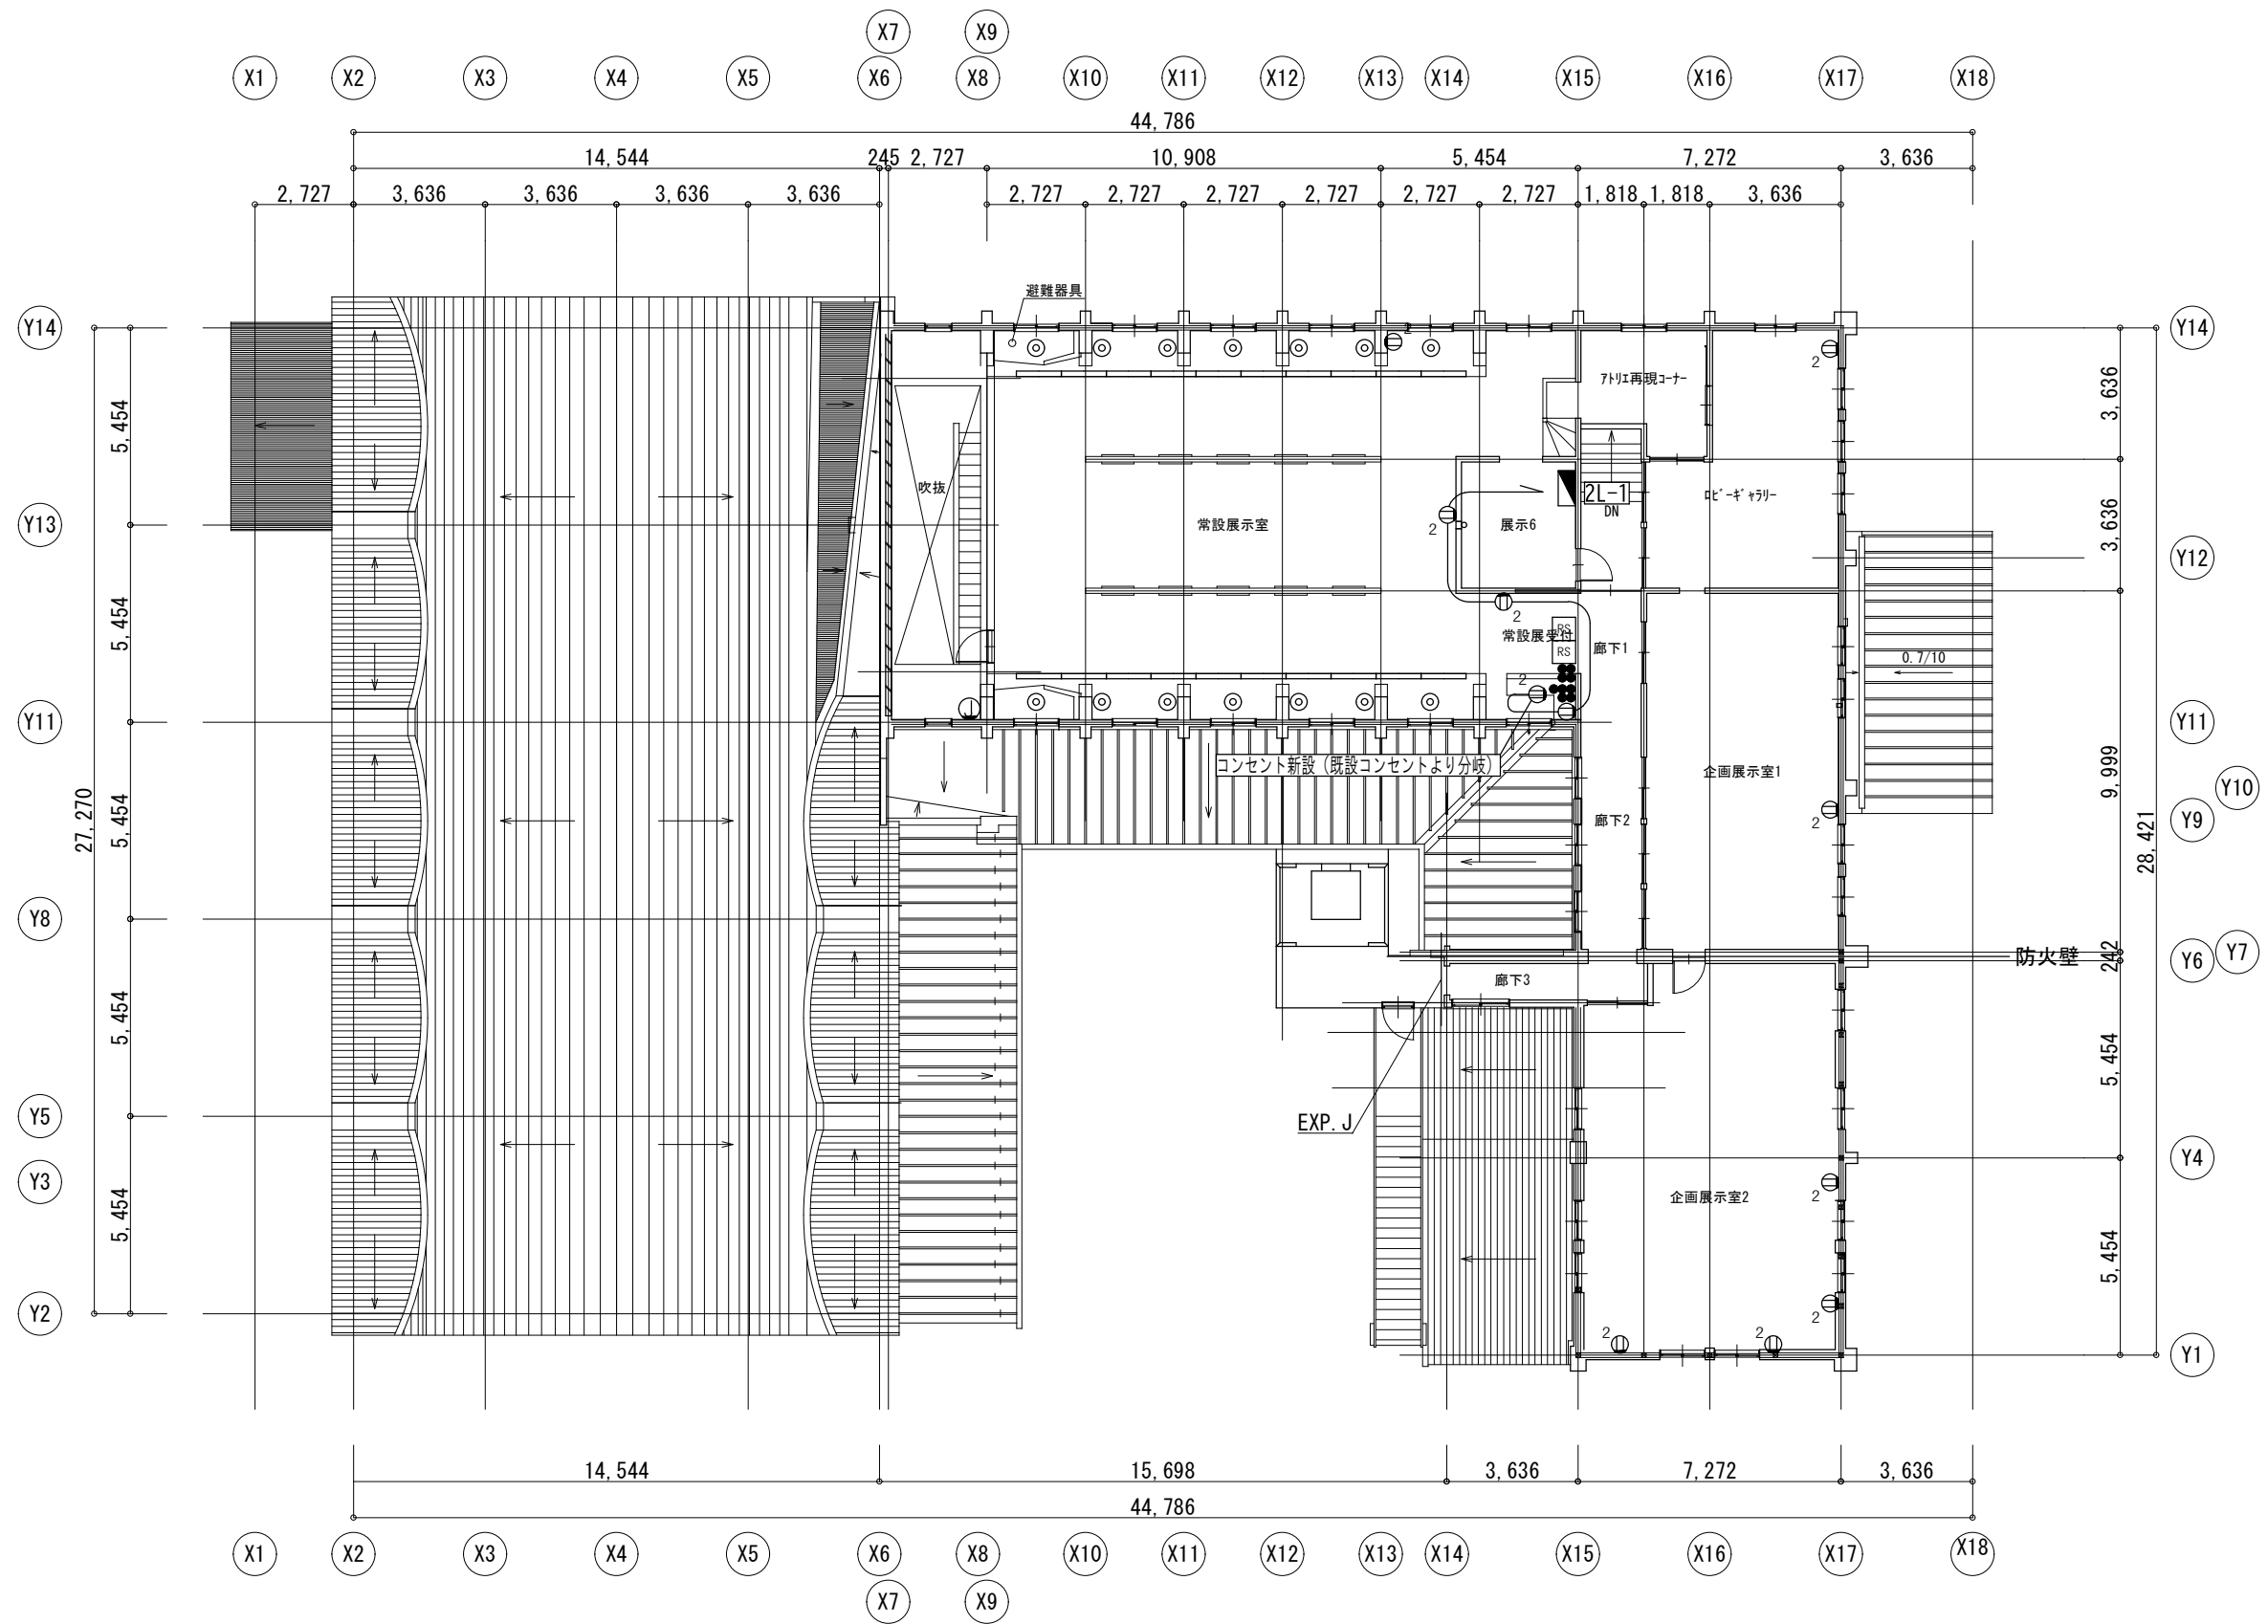 X7 X9
X1 X2 X3 X4 X5 X6 X8 X10 X11 X12 X13 X14 X15 X16 X17 X18
44,786
14,544 245 2,727 10,908 5,454 7,272 3,636
2,727 3,636 3,636 3,636 3,636 2,727 2,727 2,727 2,727 2,727 2,727 1,818 1,818 3,636
避難器具
Y14 2 Y14
2
アトリエ再現コーナー
3,636
5,454
吹抜 2L-1 ロビーギャラリー
DN
Y13 常設展示室 2 展示6 3,636
Y12
2
5,454 常設展受付 RS 廊下1
RS 0.7/10
2
Y11 Y11
コンセント新設（既設コンセントより分岐） 企画展示室1 9,999
Y10
27,270 5,454 廊下2 2 Y9
28,421
Y8
防火壁 242 Y6 Y7
廊下3
5,454 5,454
Y5 EXP.J
Y3 Y4
企画展示室2 2
5,454 5,454
Y2 2
2 2
Y1
14,544 15,698 3,636 7,272 3,636
44,786
X1 X2 X3 X4 X5 X6 X8 X10 X11 X12 X13 X14 X15 X16 X17 X18
X7 X9